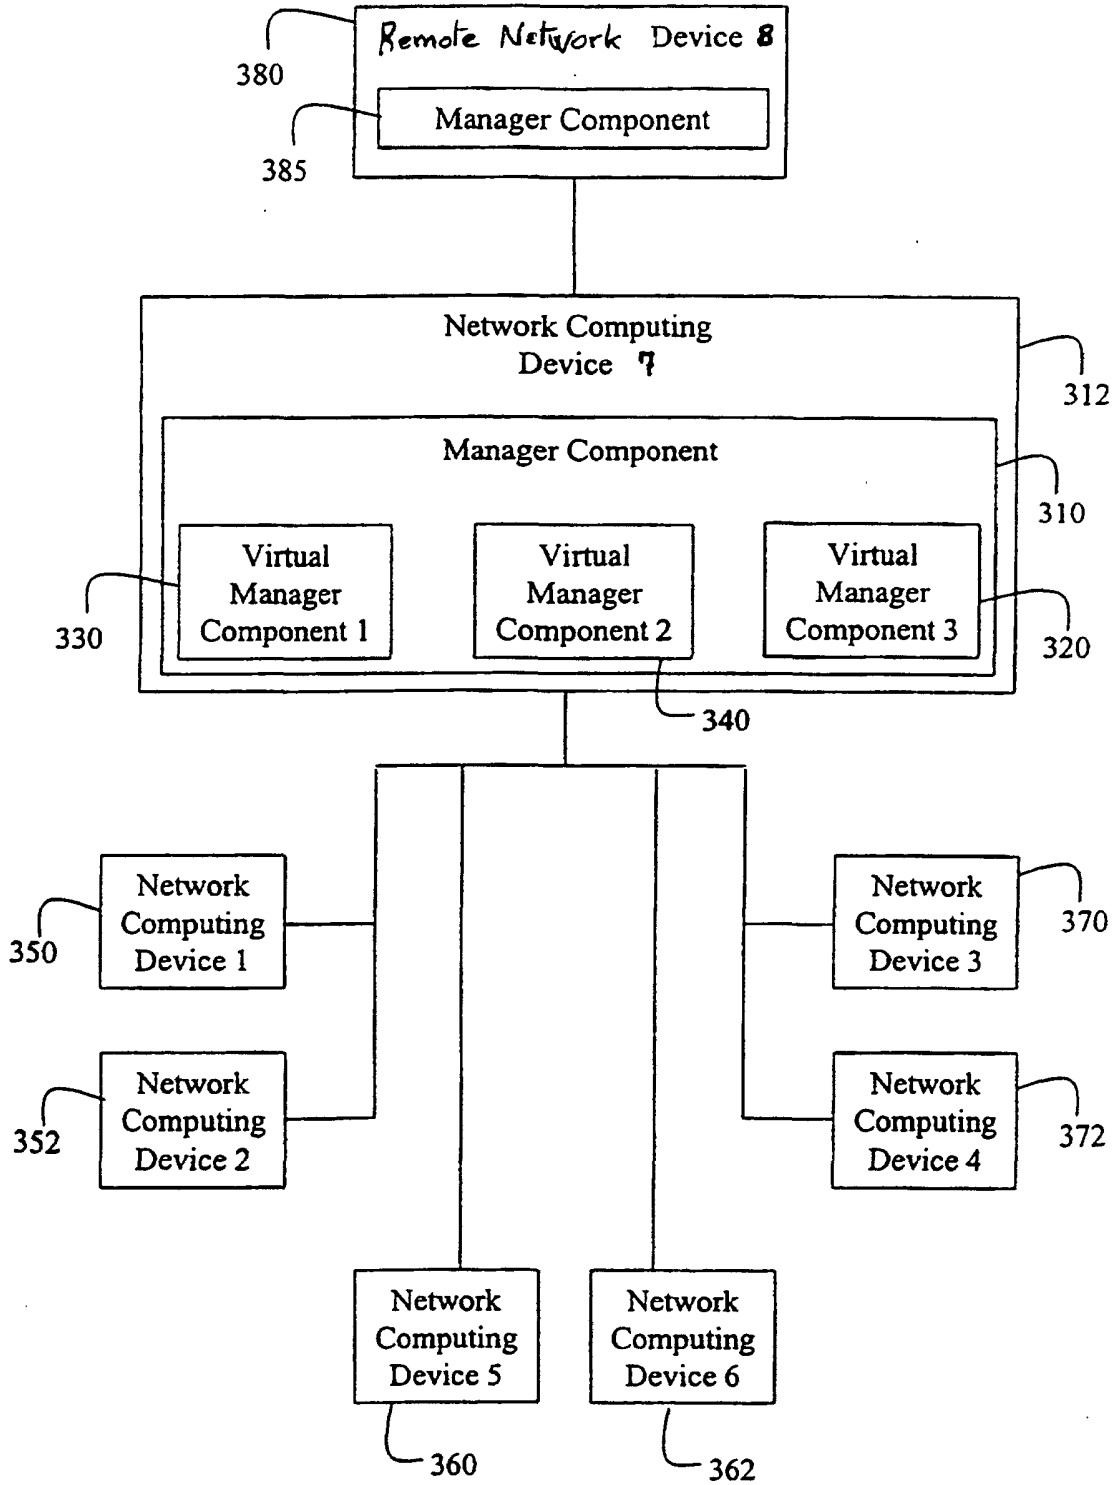 Remote Network Device 8
380
Manager Component
385
Network Computing
Device 7
312
Manager Component
310
Virtual
Manager
Component 1
330
Virtual
Manager
Component 2
340
Virtual
Manager
Component 3
320
Network
Computing
Device 1
350
Network
Computing
Device 3
370
Network
Computing
Device 2
352
Network
Computing
Device 4
372
Network
Computing
Device 5
360
Network
Computing
Device 6
362